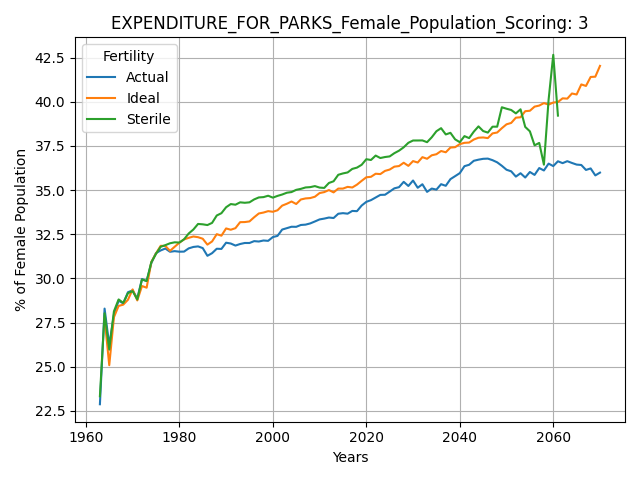 EXPENDITURE_FOR_PARKS_Female_Population_Scoring: 3
Fertility
Actual
Ideal
Sterile
% of Female Population
42.5
40.0
37.5
35.0
32.5
30.0
27.5
25.0
22.5
1960 1980 2000 2020 2040 2060
Years